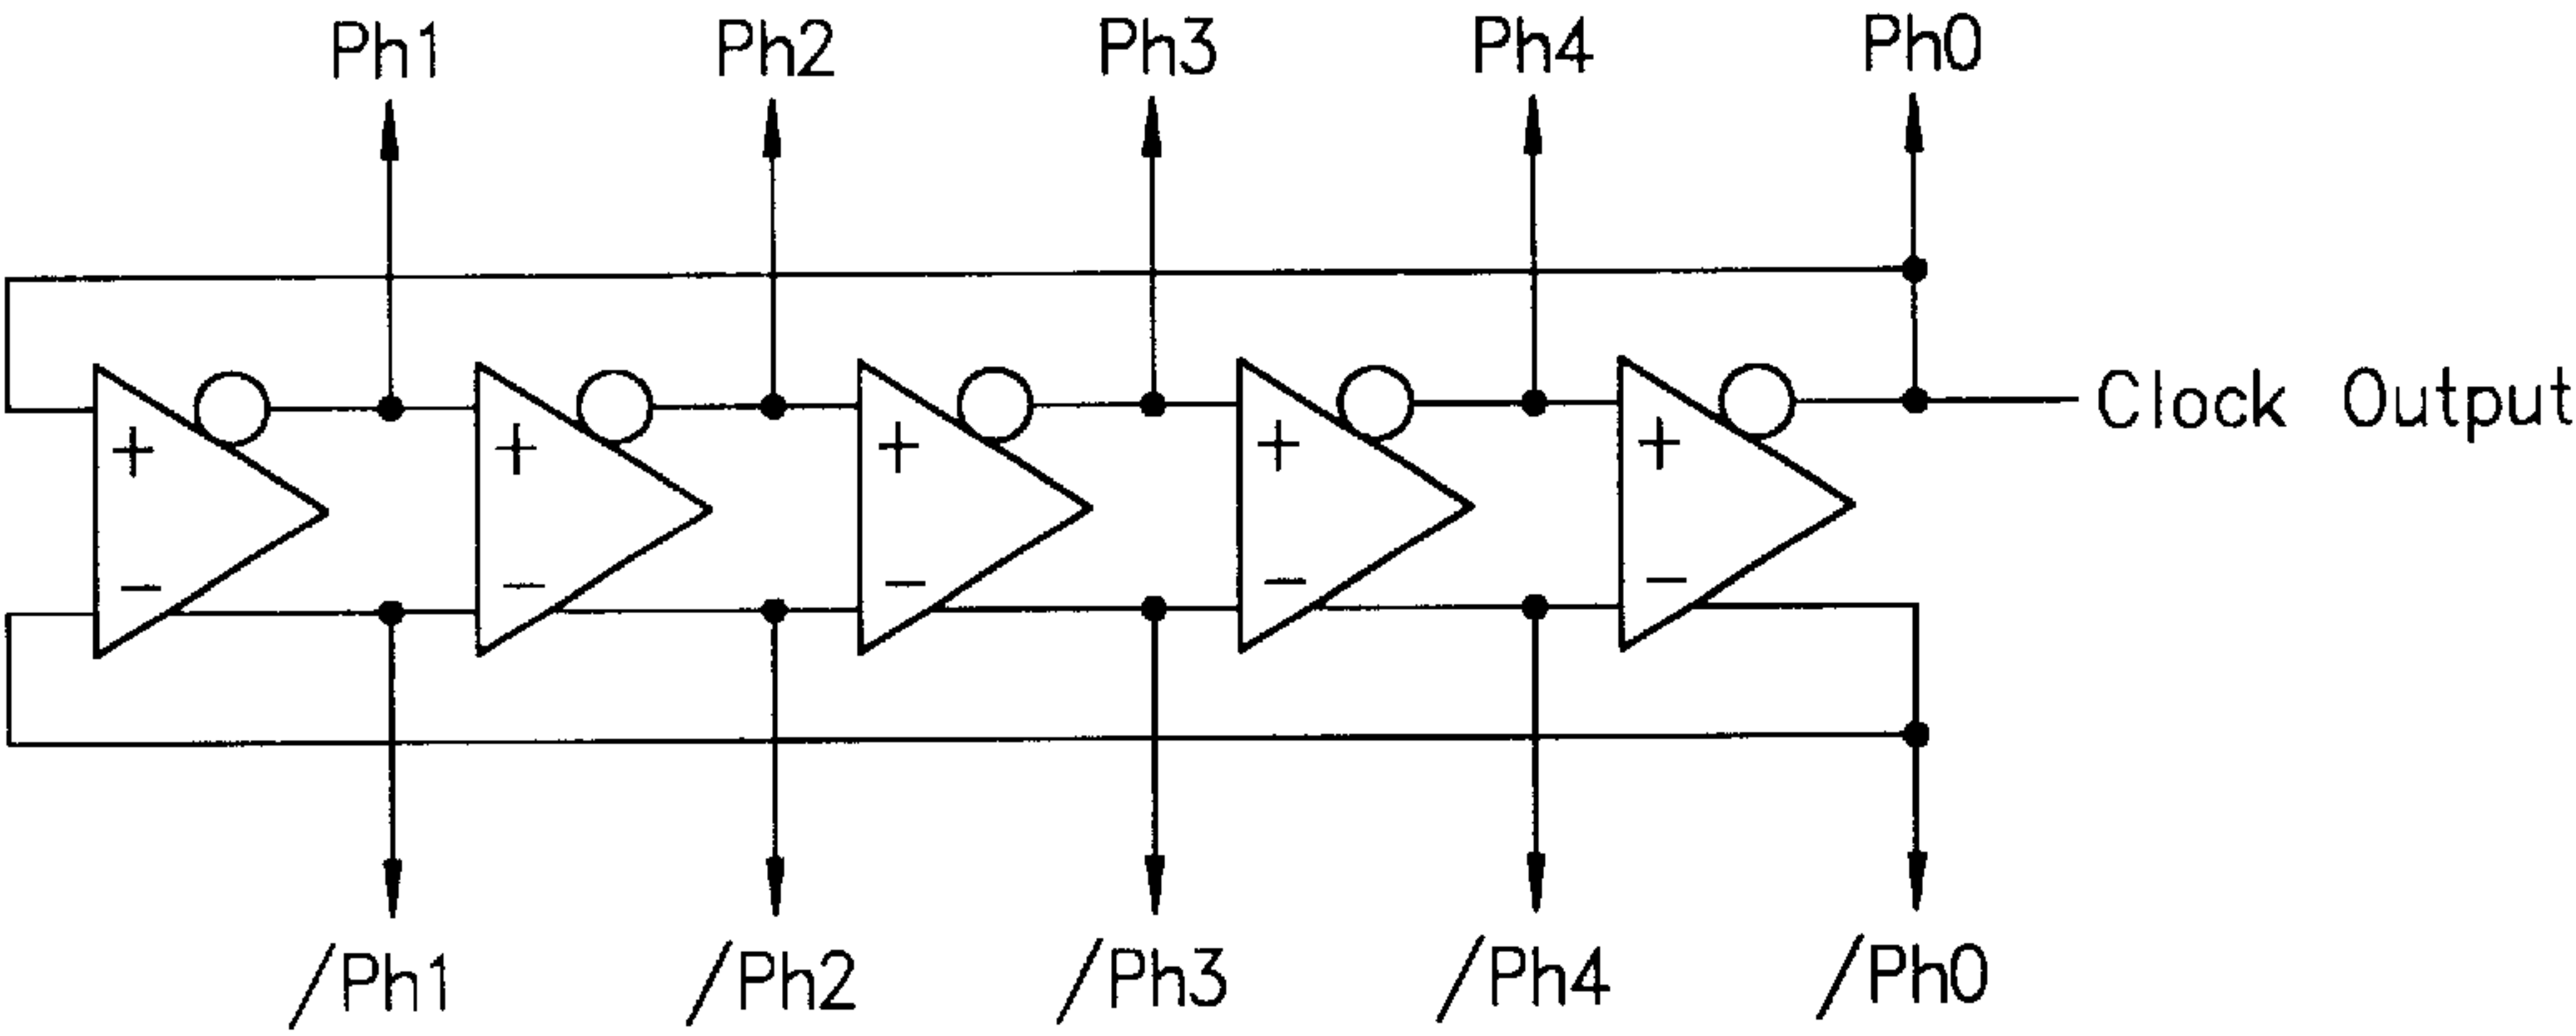 Ph1 Ph2 Ph3 Ph4 Ph0
+ + + + +
Clock Output
− − − − −
/Ph1 /Ph2 /Ph3 /Ph4 /Ph0